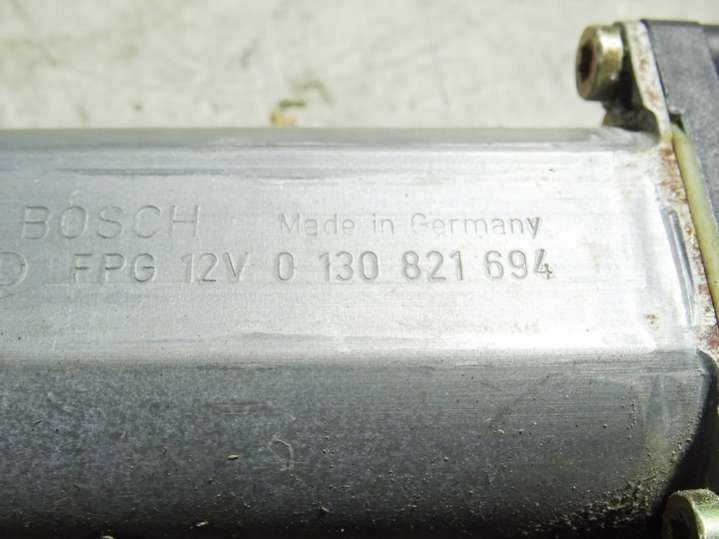 BOSCH Made in Germany
FPG 12V 0 130 821 694